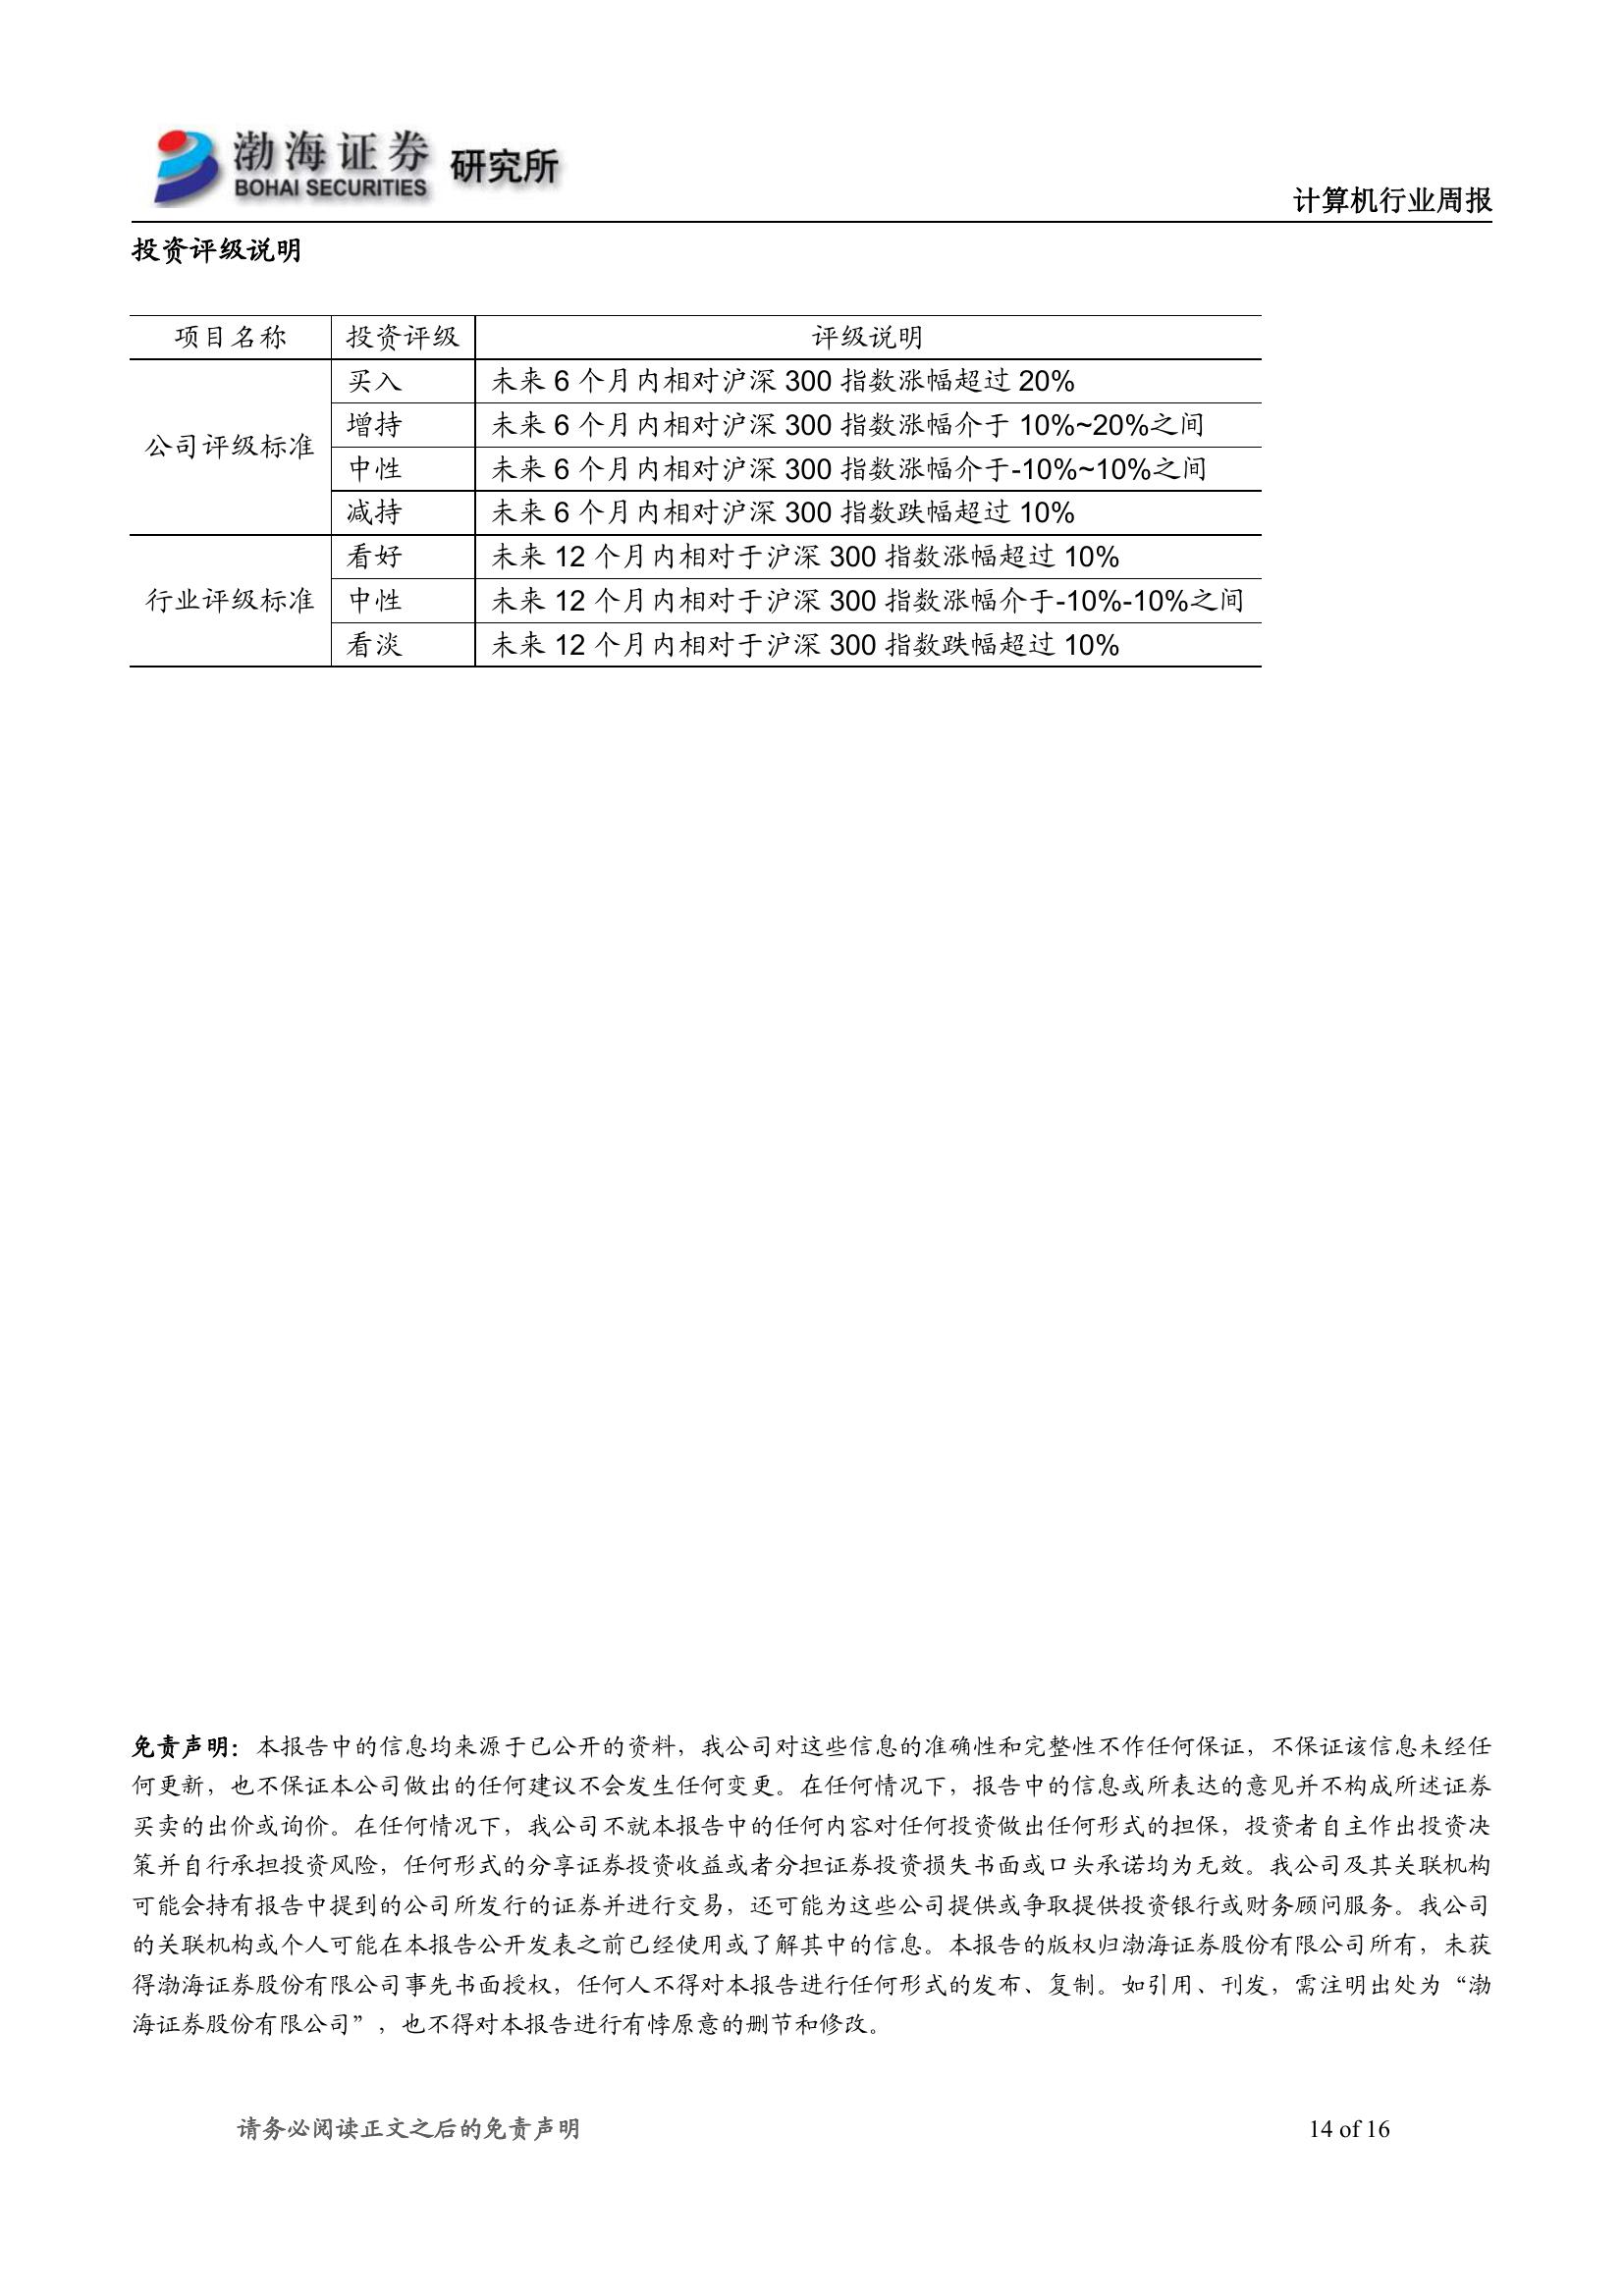 渤海证券 研究所
BOHAI SECURITIES
计算机行业周报
投资评级说明
项目名称 投资评级 评级说明
公司评级标准
买入 未来 6 个月内相对沪深 300 指数涨幅超过 20%
增持 未来 6 个月内相对沪深 300 指数涨幅介于 10%~20%之间
中性 未来 6 个月内相对沪深 300 指数涨幅介于-10%~10%之间
减持 未来 6 个月内相对沪深 300 指数跌幅超过 10%
行业评级标准
看好 未来 12 个月内相对于沪深 300 指数涨幅超过 10%
中性 未来 12 个月内相对于沪深 300 指数涨幅介于-10%-10%之间
看淡 未来 12 个月内相对于沪深 300 指数跌幅超过 10%
免责声明：本报告中的信息均来源于已公开的资料，我公司对这些信息的准确性和完整性不作任何保证，不保证该信息未经任
何更新，也不保证本公司做出的任何建议不会发生任何变更。在任何情况下，报告中的信息或所表达的意见并不构成所述证券
买卖的出价或询价。在任何情况下，我公司不就本报告中的任何内容对任何投资做出任何形式的担保，投资者自主作出投资决
策并自行承担投资风险，任何形式的分享证券投资收益或者分担证券投资损失书面或口头承诺均为无效。我公司及其关联机构
可能会持有报告中提到的公司所发行的证券并进行交易，还可能为这些公司提供或争取提供投资银行或财务顾问服务。我公司
的关联机构或个人可能在本报告公开发表之前已经使用或了解其中的信息。本报告的版权归渤海证券股份有限公司所有，未获
得渤海证券股份有限公司事先书面授权，任何人不得对本报告进行任何形式的发布、复制。如引用、刊发，需注明出处为“渤
海证券股份有限公司”，也不得对本报告进行有悖原意的删节和修改。
请务必阅读正文之后的免责声明 14 of 16